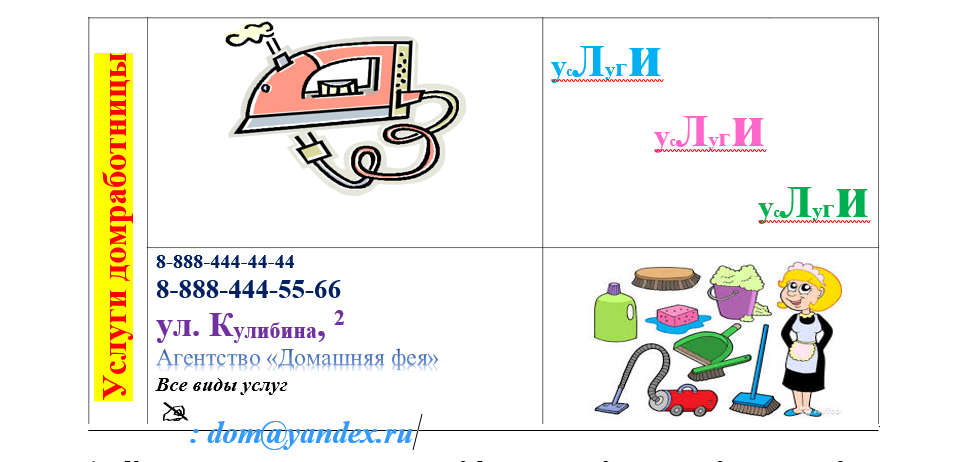 Услуги домработницы
усЛугИ
усЛугИ
усЛугИ
8-888-444-44-44
8-888-444-55-66
ул. Кулибина, 2
Агентство «Домашняя фея»
Все виды услуг
: dom@yandex.ru